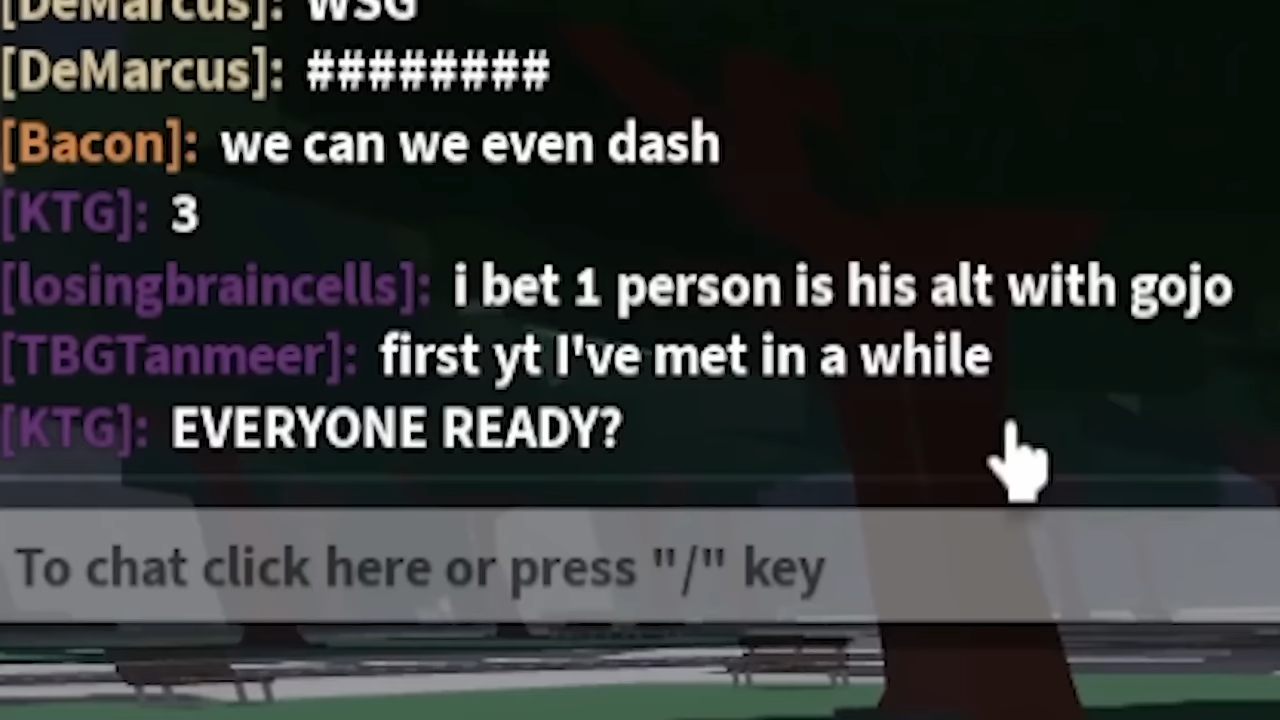 [DeMarcus]: WSG
[DeMarcus]: ########
[Bacon]: we can we even dash
[KTG]: 3
[losingbraincells]: i bet 1 person is his alt with gojo
[TBGTanmeer]: first yt I've met in a while
[KTG]: EVERYONE READY?
To chat click here or press "/" key